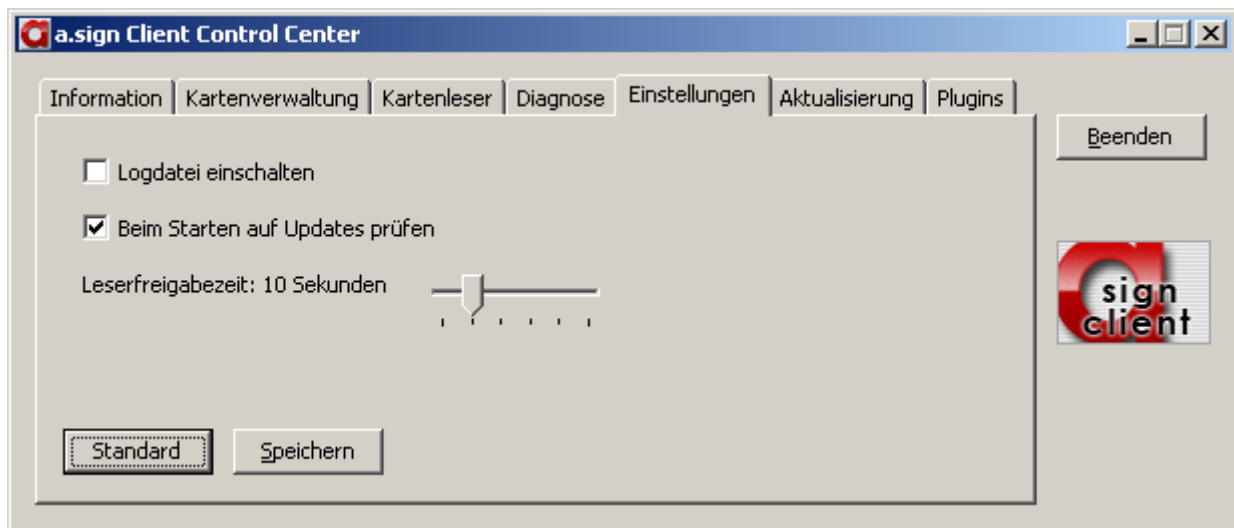 a.sign Client Control Center
Information Kartenverwaltung Kartenleser Diagnose Einstellungen Aktualisierung Plugins
Beenden
Logdatei einschalten
Beim Starten auf Updates prüfen
Leserfreigabezeit: 10 Sekunden
sign
client
Standard Speichern